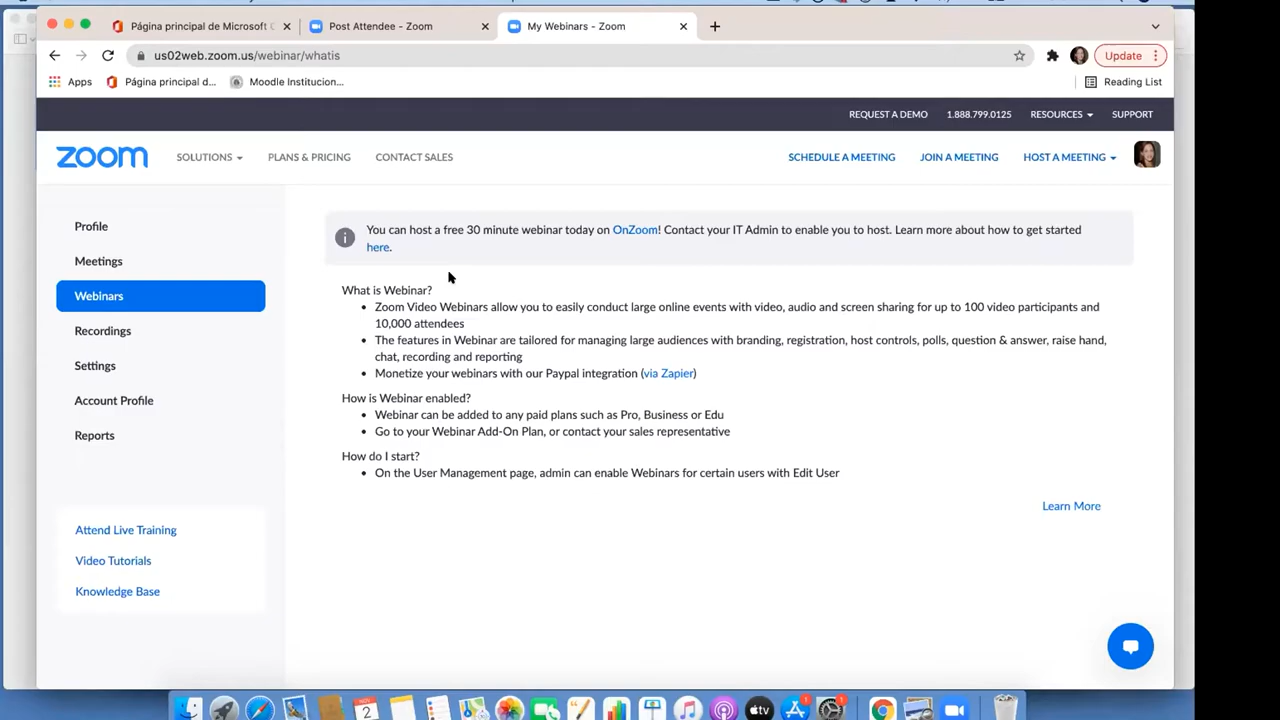 Página principal de Microsoft
Post Attendee - Zoom
My Webinars - Zoom
us02web.zoom.us/webinar/whatis
Update
Apps
Página principal d...
Moodle Institucion...
Reading List
REQUEST A DEMO
1.888.799.0125
RESOURCES
SUPPORT
zoom
SOLUTIONS
PLANS & PRICING
CONTACT SALES
SCHEDULE A MEETING
JOIN A MEETING
HOST A MEETING
Profile
Meetings
Webinars
Recordings
Settings
Account Profile
Reports
Attend Live Training
Video Tutorials
Knowledge Base
You can host a free 30 minute webinar today on OnZoom! Contact your IT Admin to enable you to host. Learn more about how to get started
here.
What is Webinar?
• Zoom Video Webinars allow you to easily conduct large online events with video, audio and screen sharing for up to 100 video participants and
10,000 attendees
• The features in Webinar are tailored for managing large audiences with branding, registration, host controls, polls, question & answer, raise hand,
chat, recording and reporting
• Monetize your webinars with our Paypal integration (via Zapier)
How is Webinar enabled?
• Webinar can be added to any paid plans such as Pro, Business or Edu
• Go to your Webinar Add-On Plan, or contact your sales representative
How do I start?
• On the User Management page, admin can enable Webinars for certain users with Edit User
Learn More
2
tv
1
1